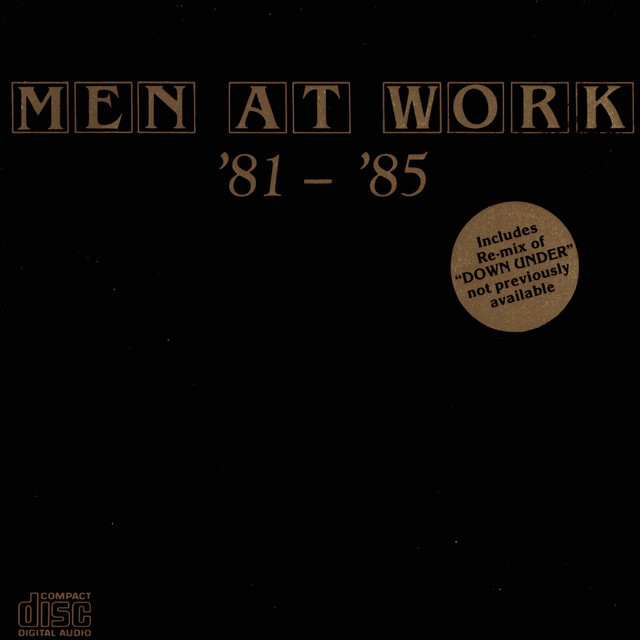 MEN AT WORK
'81 – '85
Includes
Re-mix of
"DOWN UNDER"
not previously
available
COMPACT
disc
DIGITAL AUDIO